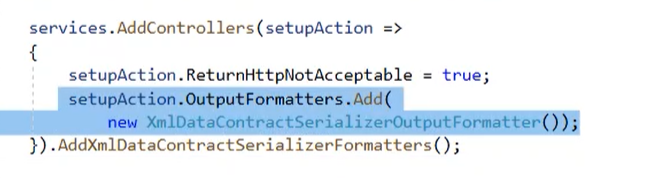 services.AddControllers(setupAction =>
{
setupAction.ReturnHttpNotAcceptable = true;
setupAction.OutputFormatters.Add(
new XmlDataContractSerializerOutputFormatter());
}).AddXmlDataContractSerializerFormatters();